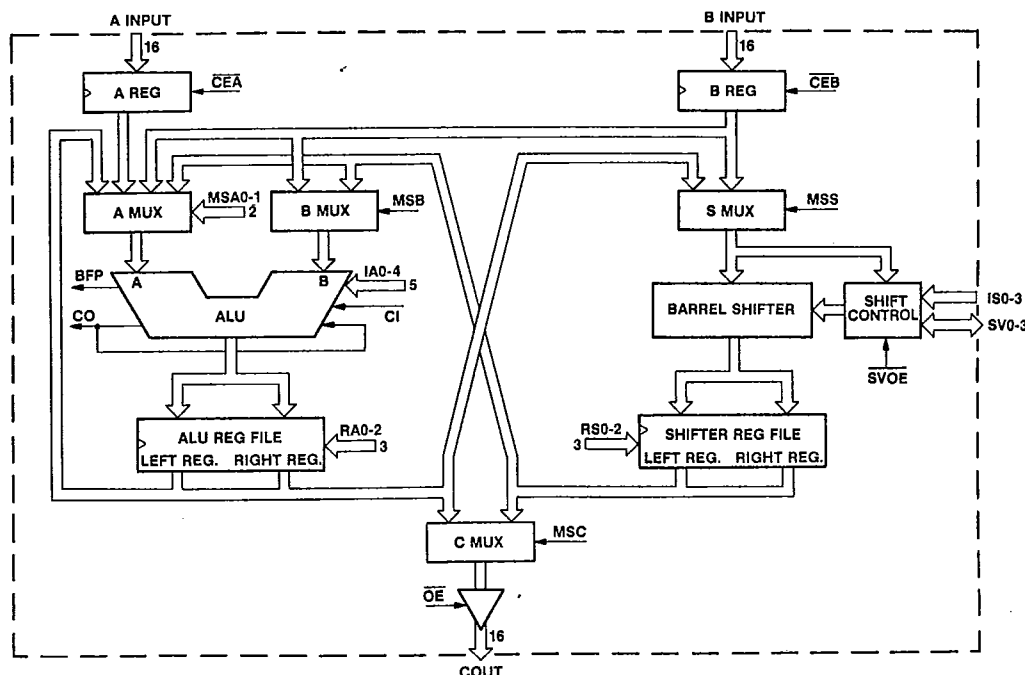 A INPUT
B INPUT
16
16
A REG
CEA
B REG
CEB
A MUX
MSA0-1
2
B MUX
MSB
S MUX
MSS
BFP
A
B
IA0-4
5
ALU
CO
CI
BARREL SHIFTER
SHIFT
CONTROL
IS0-3
SV0-3
SVOE
ALU REG FILE
LEFT REG. RIGHT REG.
RA0-2
3
RS0-2
3
SHIFTER REG FILE
LEFT REG. RIGHT REG.
C MUX
MSC
OE
16
COUT